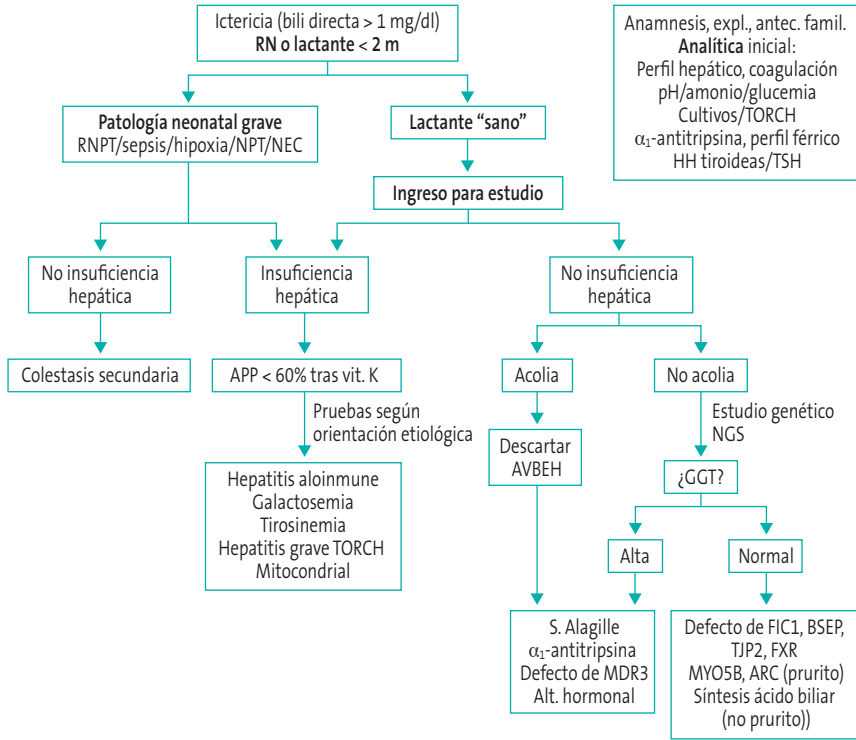 Ictericia (bili directa > 1 mg/dl)
RN o lactante < 2 m
Anamnesis, expl., antec. famil.
Analítica inicial:
Perfil hepático, coagulación
pH/amonio/glucemia
Cultivos/TORCH
α₁-antitripsina, perfil férrico
HH tiroideas/TSH
Patología neonatal grave
RNPT/sepsis/hipoxia/NPT/NEC
Lactante “sano”
Ingreso para estudio
No insuficiencia
hepática
Insuficiencia
hepática
No insuficiencia
hepática
Colestasis secundaria
APP < 60% tras vit. K
Acolia
No acolia
Pruebas según
orientación etiológica
Estudio genético
NGS
Descartar
AVBEH
¿GGT?
Hepatitis aloinmune
Galactosemia
Tirosinemia
Hepatitis grave TORCH
Mitocondrial
Alta
Normal
S. Alagille
α₁-antitripsina
Defecto de MDR3
Alt. hormonal
Defecto de FIC1, BSEP,
TJP2, FXR
MYO5B, ARC (prurito)
Síntesis ácido biliar
(no prurito))